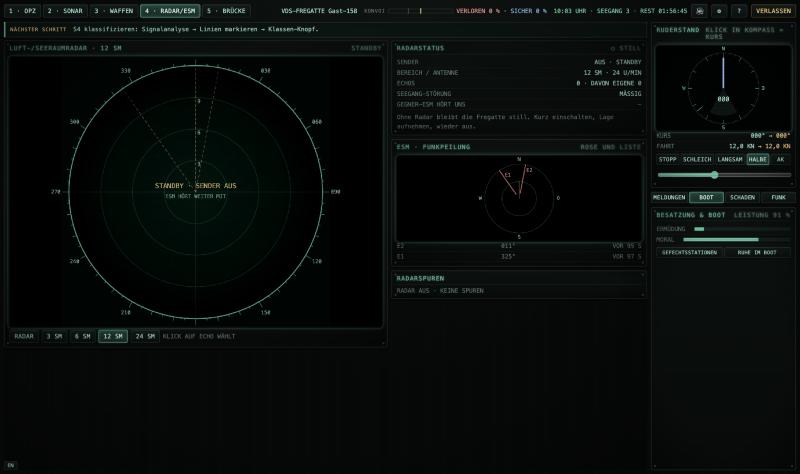 1 · OPZ 2 · SONAR 3 · WAFFEN 4 · RADAR/ESM 5 · BRÜCKE VDS-FREGATTE Gast-158 KONVOI VERLOREN 0 % · SICHER 0 % 10:03 UHR · SEEGANG 3 · REST 01:56:45 ? VERLASSEN
NÄCHSTER SCHRITT S4 klassifizieren: Signalanalyse → Linien markieren → Klassen-Knopf.
LUFT-/SEERAUMRADAR · 12 SM STANDBY
330 030
300 060
270 090
240 120
210 150
9
6
3
STANDBY · SENDER AUS
ESM HÖRT WEITER MIT
RADAR 3 SM 6 SM 12 SM 24 SM KLICK AUF ECHO WÄHLT
RADARSTATUS ○ STILL
SENDER AUS · STANDBY
BEREICH / ANTENNE 12 SM · 24 U/MIN
ECHOS 0 · DAVON EIGENE 0
SEEGANG-STÖRUNG MÄSSIG
GEGNER-ESM HÖRT UNS –
Ohne Radar bleibt die Fregatte still. Kurz einschalten, Lage
aufnehmen, wieder aus.
ESM · FUNKPEILUNG ROSE UND LISTE
N
E1 E2
W O
S
E2 011° VOR 95 S
E1 325° VOR 97 S
RADARSPUREN
RADAR AUS · KEINE SPUREN
RUDERSTAND KLICK IN KOMPASS =
KURS
N
W O
000
S
KURS 000° → 000°
FAHRT 12,0 KN → 12,0 KN
STOPP SCHLEICH LANGSAM HALBE AK
MELDUNGEN BOOT SCHADEN FUNK
BESATZUNG & BOOT LEISTUNG 91 %
ERMÜDUNG
MORAL
GEFECHTSSTATIONEN RUHE IM BOOT
EN